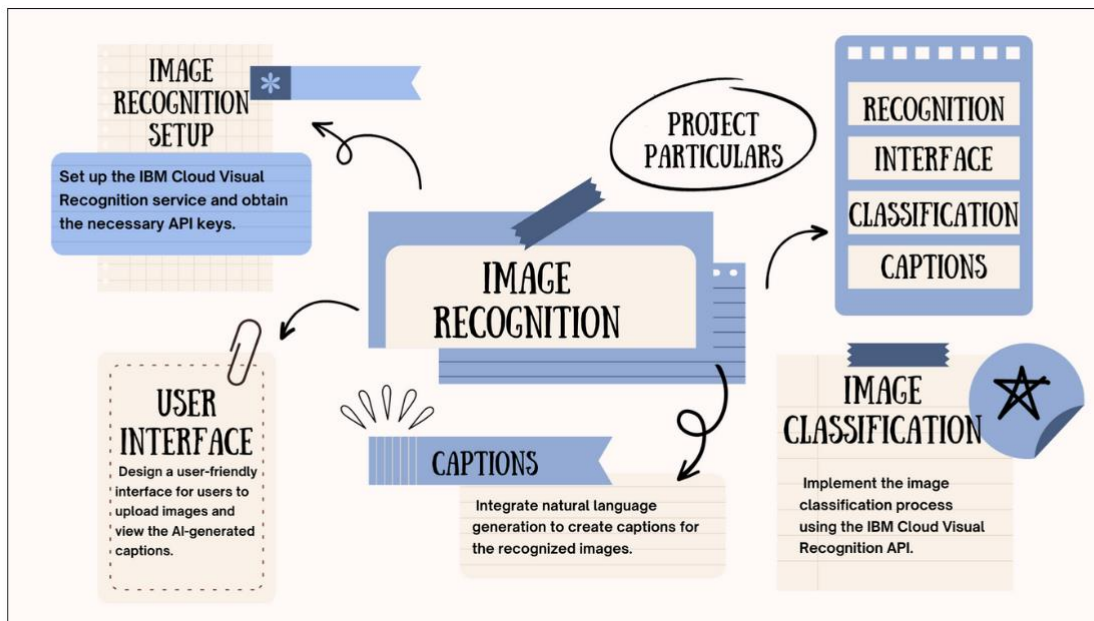 IMAGE
RECOGNITION
SETUP
Set up the IBM Cloud Visual
Recognition service and obtain
the necessary API keys.
PROJECT
PARTICULARS
RECOGNITION
INTERFACE
CLASSIFICATION
CAPTIONS
IMAGE
RECOGNITION
USER
INTERFACE
Design a user-friendly
interface for users to
upload images and
view the AI-generated
captions.
CAPTIONS
Integrate natural language
generation to create captions for
the recognized images.
IMAGE
CLASSIFICATION
Implement the image
classification process
using the IBM Cloud Visual
Recognition API.